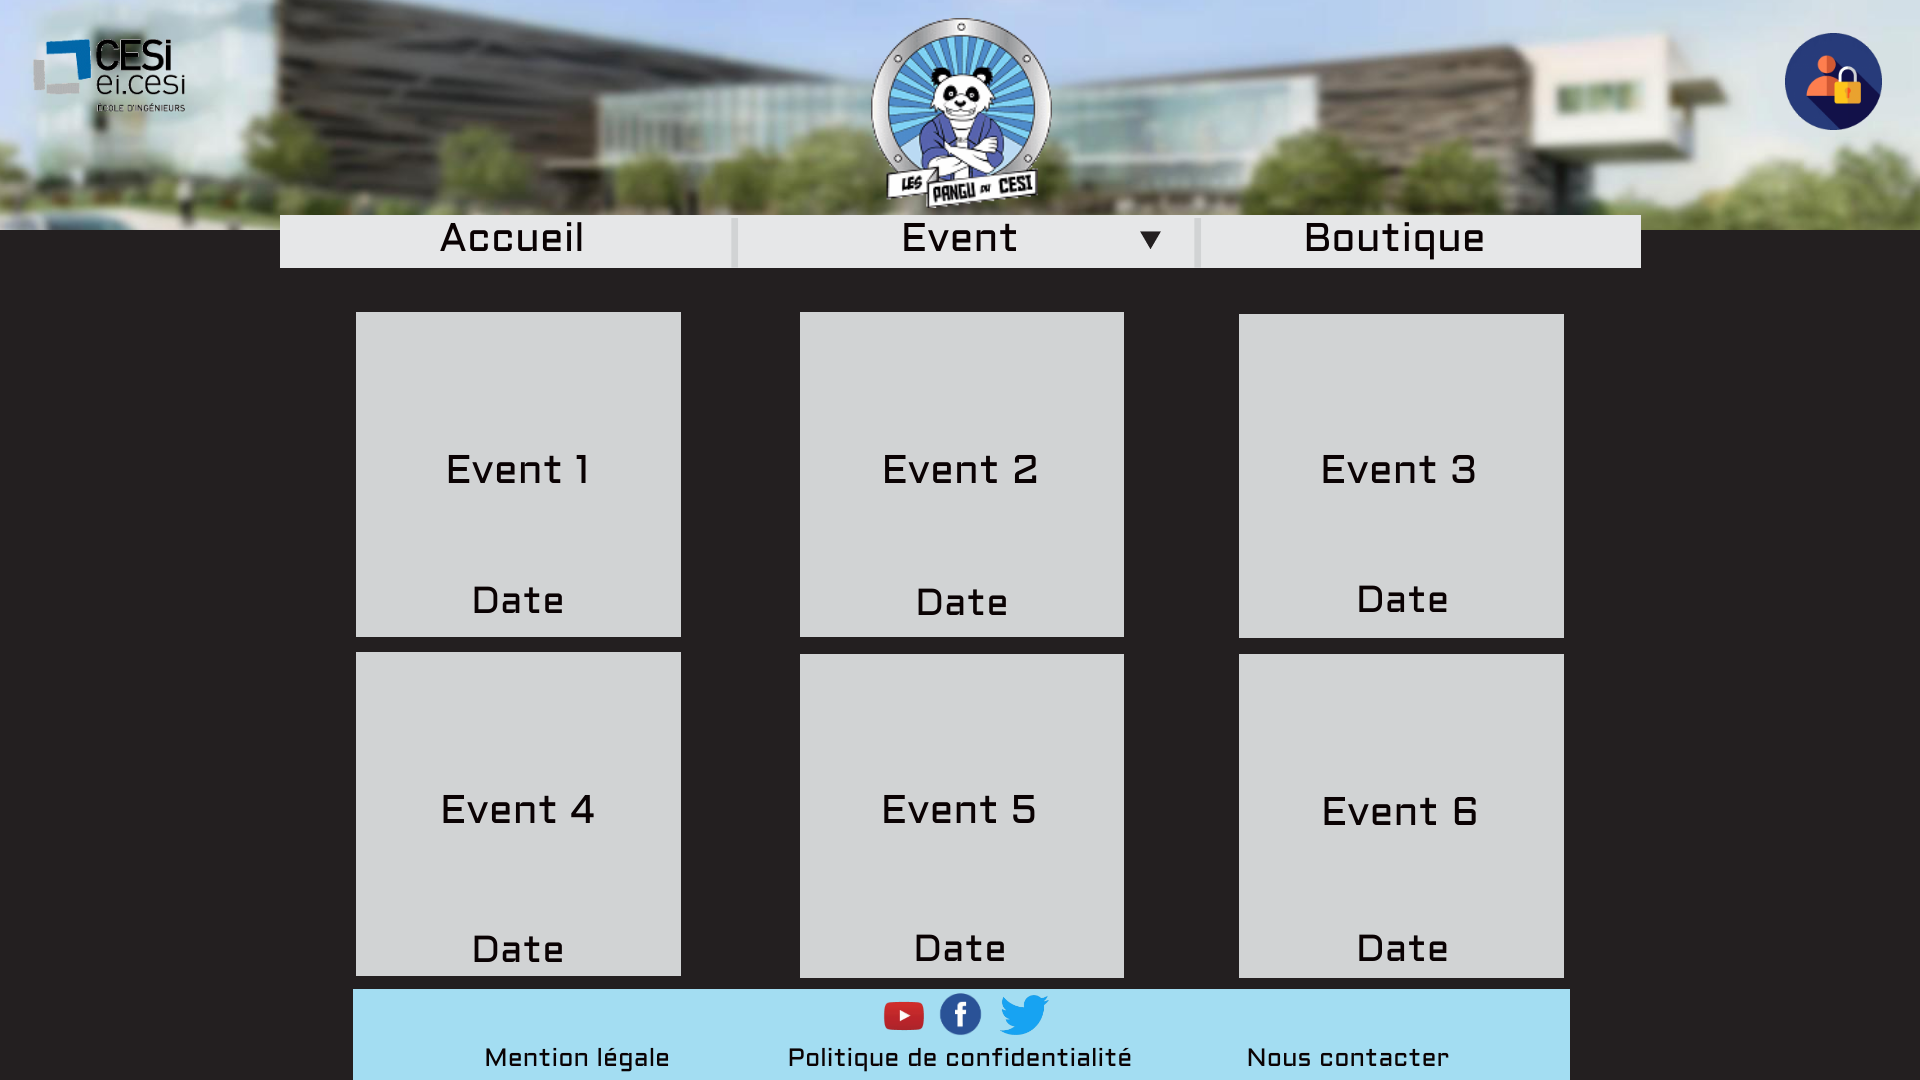 CESi
ei.cesi
ÉCOLE D'INGÉNIEURS
LES PANGU DU CESI
Accueil Event ▼ Boutique
Event 1 Event 2 Event 3
Date Date Date
Event 4 Event 5 Event 6
Date Date Date
Mention légale Politique de confidentialité Nous contacter